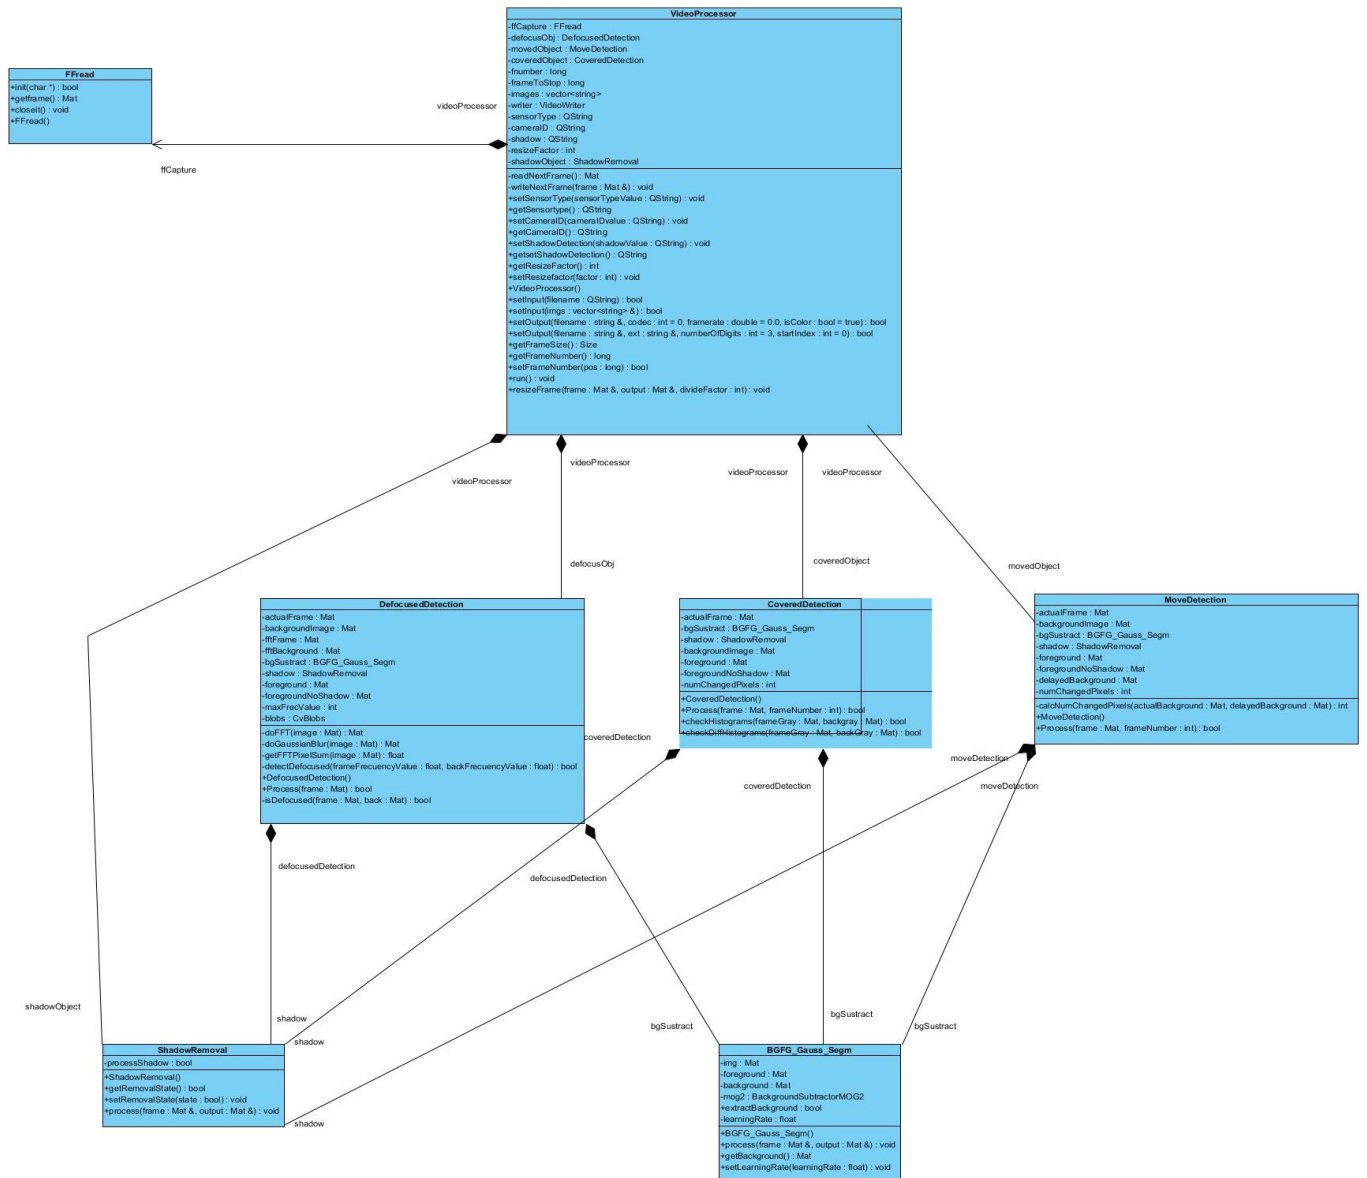 VideoProcessor
-ffCapture : FFread
-defocusObj : DefocusedDetection
-movedObject : MoveDetection
-coveredObject : CoveredDetection
-fnumber : long
-frameToStop : long
-images : vector<string>
-writer : VideoWriter
-sensorType : QString
-cameraID : QString
-shadow : QString
-resizeFactor : int
-shadowObject : ShadowRemoval
-readNextFrame() : Mat
-writeNextFrame(frame : Mat &) : void
+setSensorType(sensorTypeValue : QString) : void
+getSensortype() : QString
+setCameraID(cameraIDvalue : QString) : void
+getCameraID() : QString
+setShadowDetection(shadowValue : QString) : void
+getsetShadowDetection() : QString
+getResizeFactor() : int
+setResizefactor(factor : int) : void
+VideoProcessor()
+setInput(filename : QString) : bool
+setInput(imgs : vector<string> &) : bool
+setOutput(filename : string &, codec : int = 0, framerate : double = 0.0, isColor : bool = true) : bool
+setOutput(filename : string &, ext : string &, numberOfDigits : int = 3, startIndex : int = 0) : bool
+getFrameSize() : Size
+getFrameNumber() : long
+setFrameNumber(pos : long) : bool
+run() : void
+resizeFrame(frame : Mat &, output : Mat &, divideFactor : int) : void
FFread
+init(char *) : bool
+getframe() : Mat
+closeit() : void
+FFread()
videoProcessor
ffCapture
videoProcessor
videoProcessor
videoProcessor
videoProcessor
defocusObj
coveredObject
movedObject
DefocusedDetection
-actualFrame : Mat
-backgroundImage : Mat
-fftFrame : Mat
-fftBackground : Mat
-bgSustract : BGFG_Gauss_Segm
-shadow : ShadowRemoval
-foreground : Mat
-foregroundNoShadow : Mat
-maxFrecValue : int
-blobs : CvBlobs
-doFFT(image : Mat) : Mat
-doGaussianBlur(image : Mat) : Mat
-getFFTPixelSum(image : Mat) : float
-detectDefocused(frameFrecuencyValue : float, backFrecuencyValue : float) : bool
+DefocusedDetection()
+Process(frame : Mat) : bool
-isDefocused(frame : Mat, back : Mat) : bool
CoveredDetection
-actualFrame : Mat
-bgSustract : BGFG_Gauss_Segm
-shadow : ShadowRemoval
-backgroundImage : Mat
-foreground : Mat
-foregroundNoShadow : Mat
-numChangedPixels : int
+CoveredDetection()
+Process(frame : Mat, frameNumber : int) : bool
+checkHistograms(frameGray : Mat, backgray : Mat) : bool
+checkDiffHistograms(frameGray : Mat, backGray : Mat) : bool
MoveDetection
-actualFrame : Mat
-backgroundImage : Mat
-bgSustract : BGFG_Gauss_Segm
-shadow : ShadowRemoval
-foreground : Mat
-foregroundNoShadow : Mat
-delayedBackground : Mat
-numChangedPixels : int
-calcNumChangedPixels(actualBackground : Mat, delayedBackground : Mat) : int
+MoveDetection()
+Process(frame : Mat, frameNumber : int) : bool
coveredDetection
moveDetection
coveredDetection
moveDetection
defocusedDetection
defocusedDetection
shadowObject
shadow
shadow
bgSustract
bgSustract
bgSustract
shadow
ShadowRemoval
-processShadow : bool
+ShadowRemoval()
+getRemovalState() : bool
+setRemovalState(state : bool) : void
+process(frame : Mat &, output : Mat &) : void
BGFG_Gauss_Segm
-img : Mat
-foreground : Mat
-background : Mat
-mog2 : BackgroundSubtractorMOG2
+extractBackground : bool
-learningRate : float
+BGFG_Gauss_Segm()
+process(frame : Mat &, output : Mat &) : void
+getBackground() : Mat
+setLearningRate(learningRate : float) : void